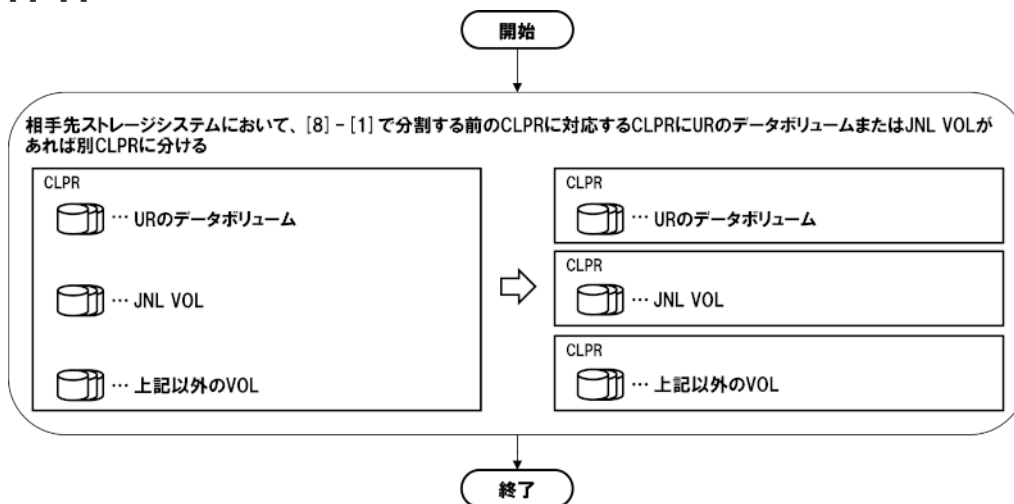 開始
相手先ストレージシステムにおいて、[8]-[1]で分割する前のCLPRに対応するCLPRにURのデータボリュームまたはJNL VOLが
あれば別CLPRに分ける
CLPR
… URのデータボリューム
… JNL VOL
… 上記以外のVOL
CLPR
… URのデータボリューム
CLPR
… JNL VOL
CLPR
… 上記以外のVOL
終了